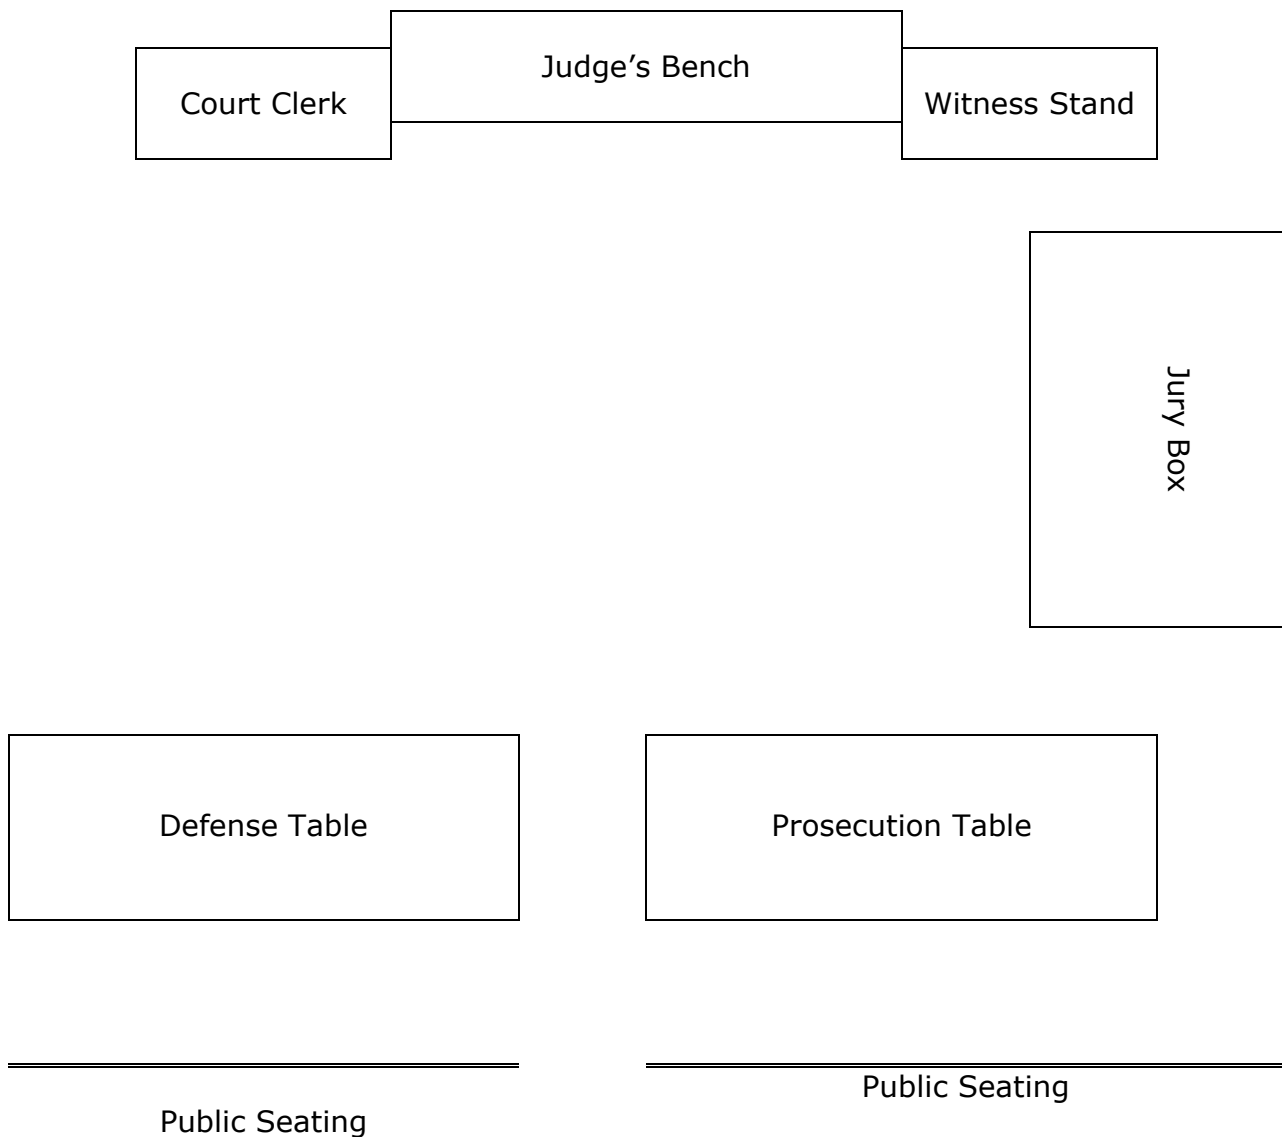 Judge’s Bench
Court Clerk
Witness Stand
Jury Box
Defense Table
Prosecution Table
Public Seating
Public Seating